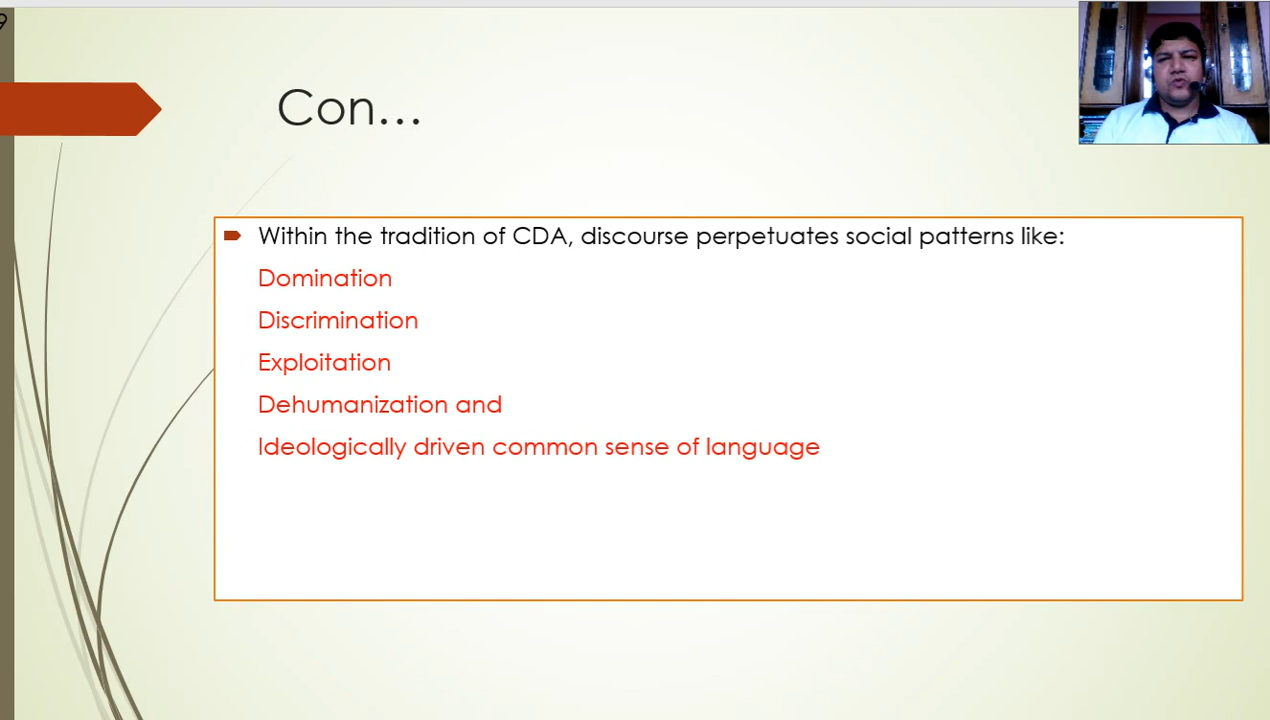 Con...
Within the tradition of CDA, discourse perpetuates social patterns like:
Domination
Discrimination
Exploitation
Dehumanization and
Ideologically driven common sense of language